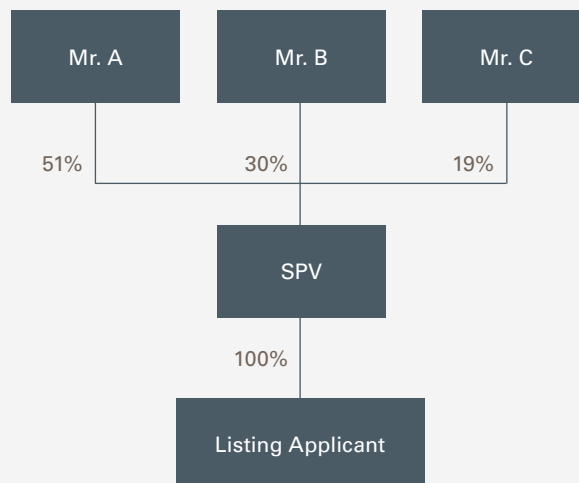 Mr. A
Mr. B
Mr. C
51%
30%
19%
SPV
100%
Listing Applicant